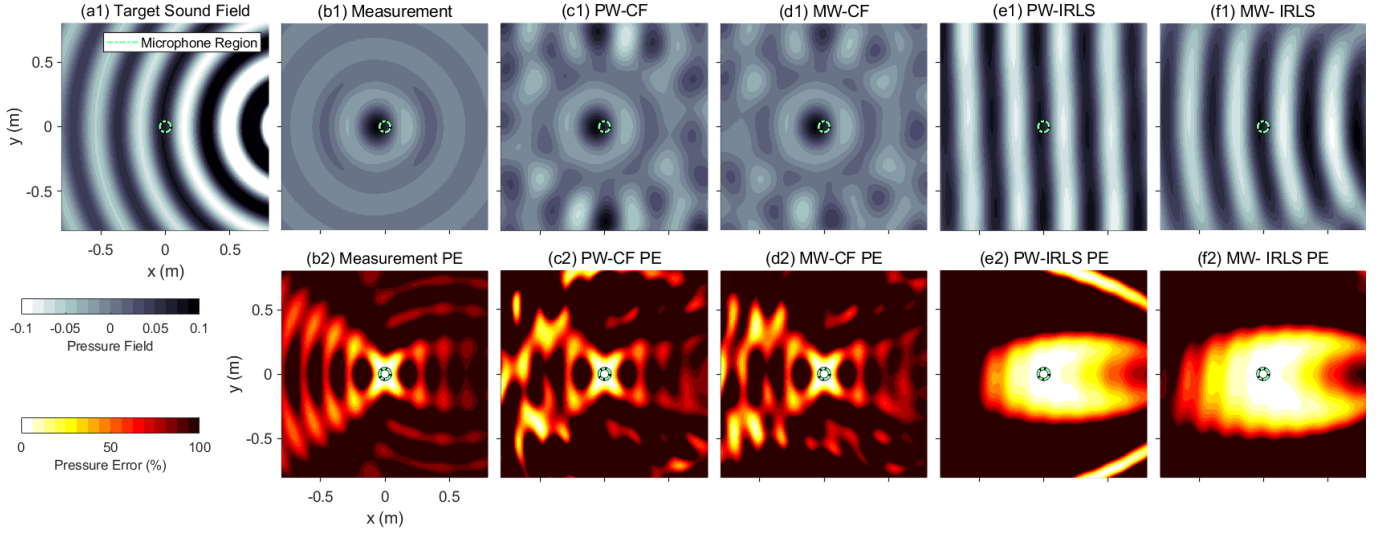 (a1) Target Sound Field
(b1) Measurement
(c1) PW-CF
(d1) MW-CF
(e1) PW-IRLS
(f1) MW- IRLS
Microphone Region
0.5
0
-0.5
y (m)
-0.5 0 0.5
x (m)
(b2) Measurement PE
(c2) PW-CF PE
(d2) MW-CF PE
(e2) PW-IRLS PE
(f2) MW- IRLS PE
-0.1 -0.05 0 0.05 0.1
Pressure Field
0 50 100
Pressure Error (%)
0.5
0
-0.5
y (m)
-0.5 0 0.5
x (m)